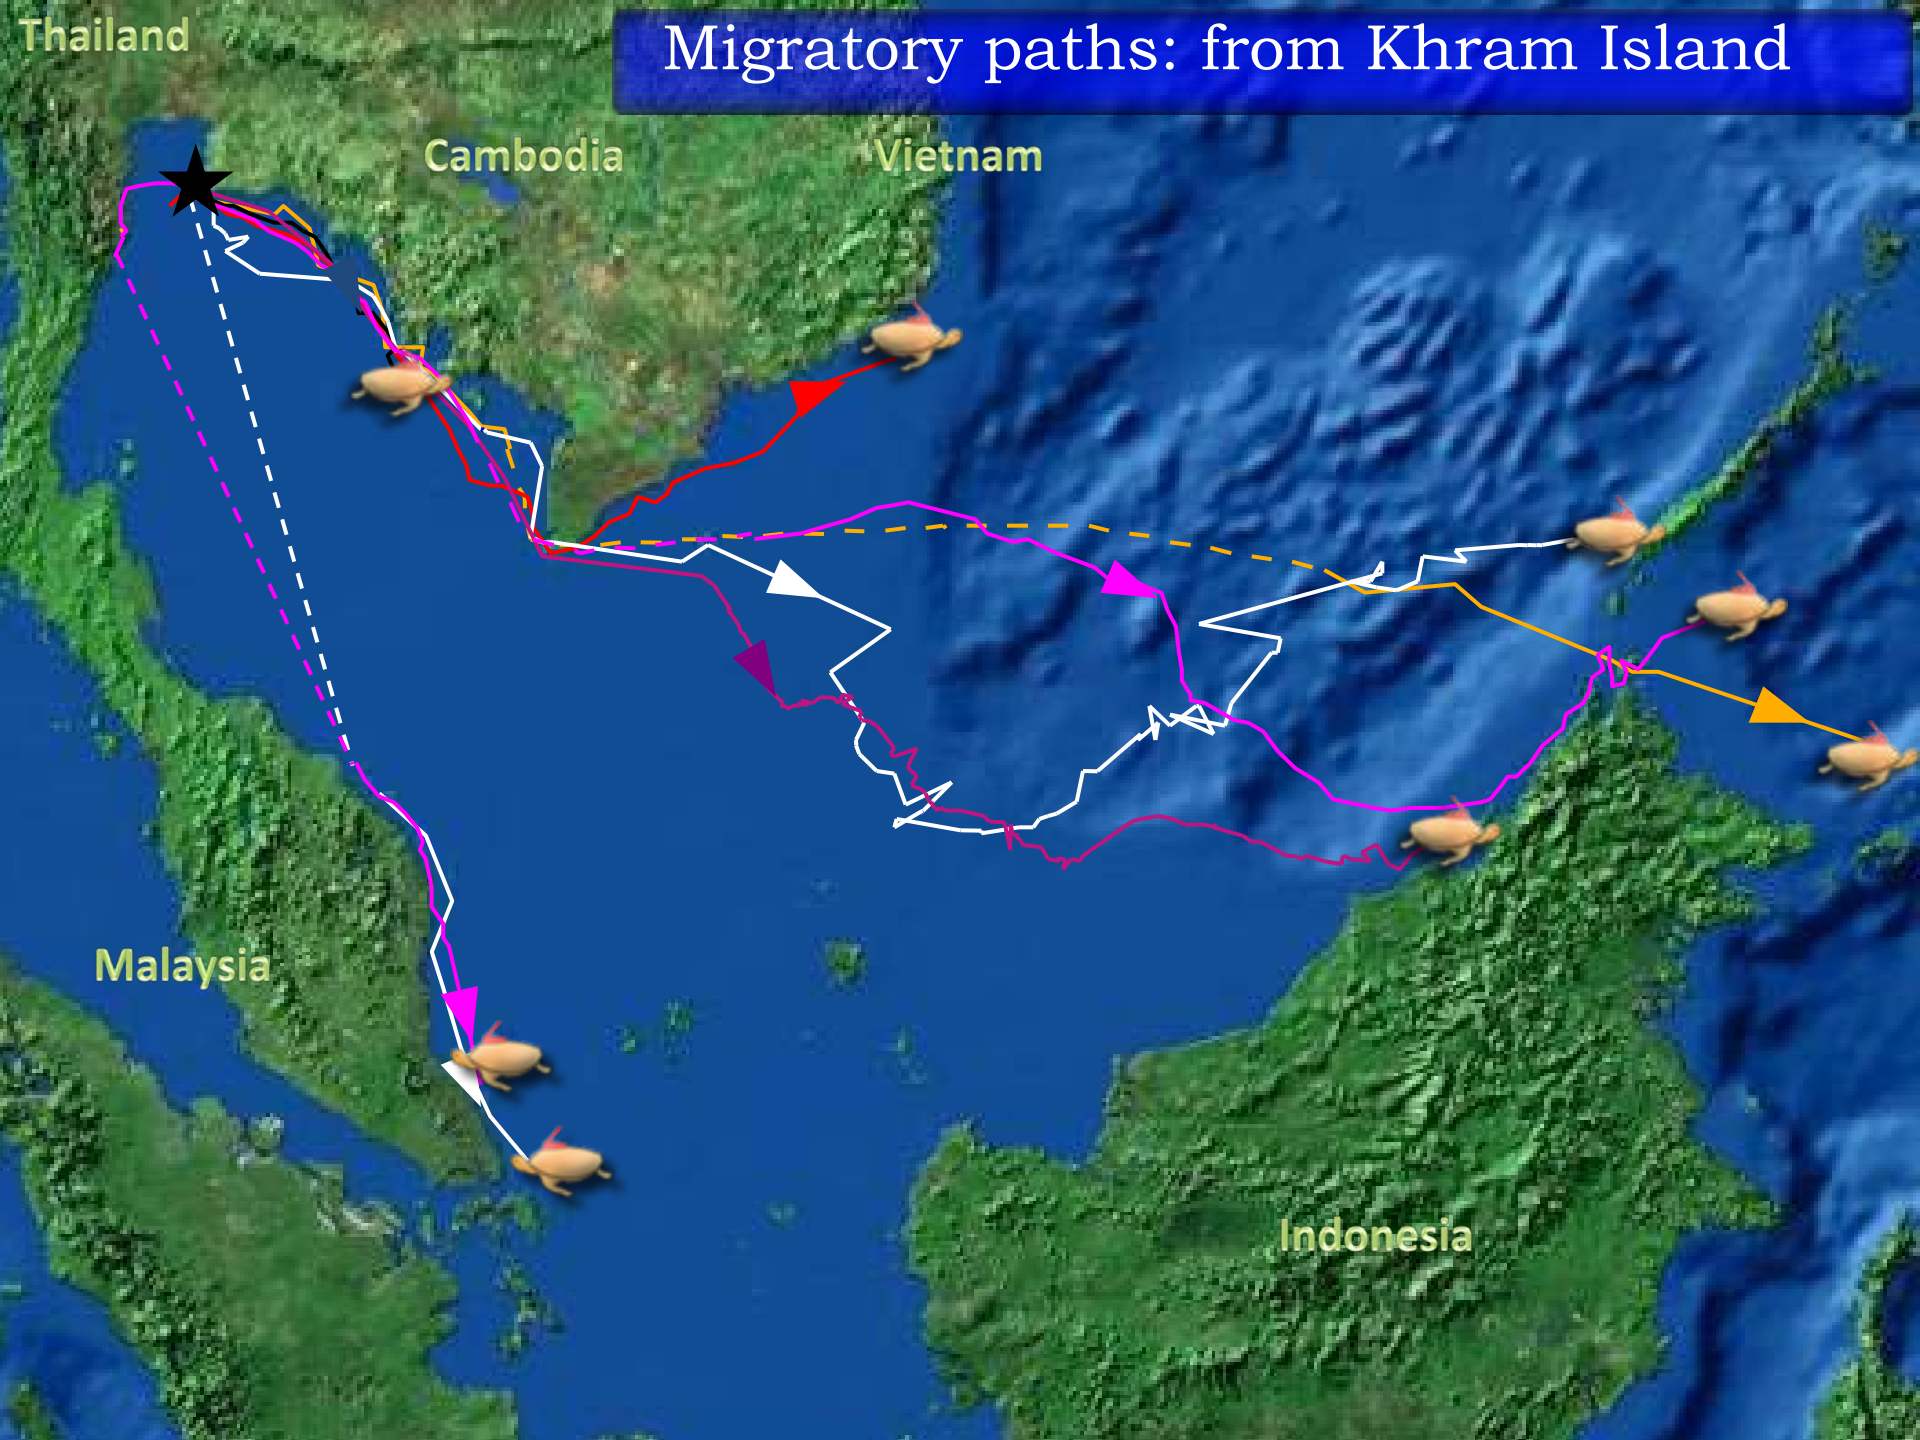 Migratory paths: from Khram Island
Thailand
Cambodia
Vietnam
Malaysia
Indonesia